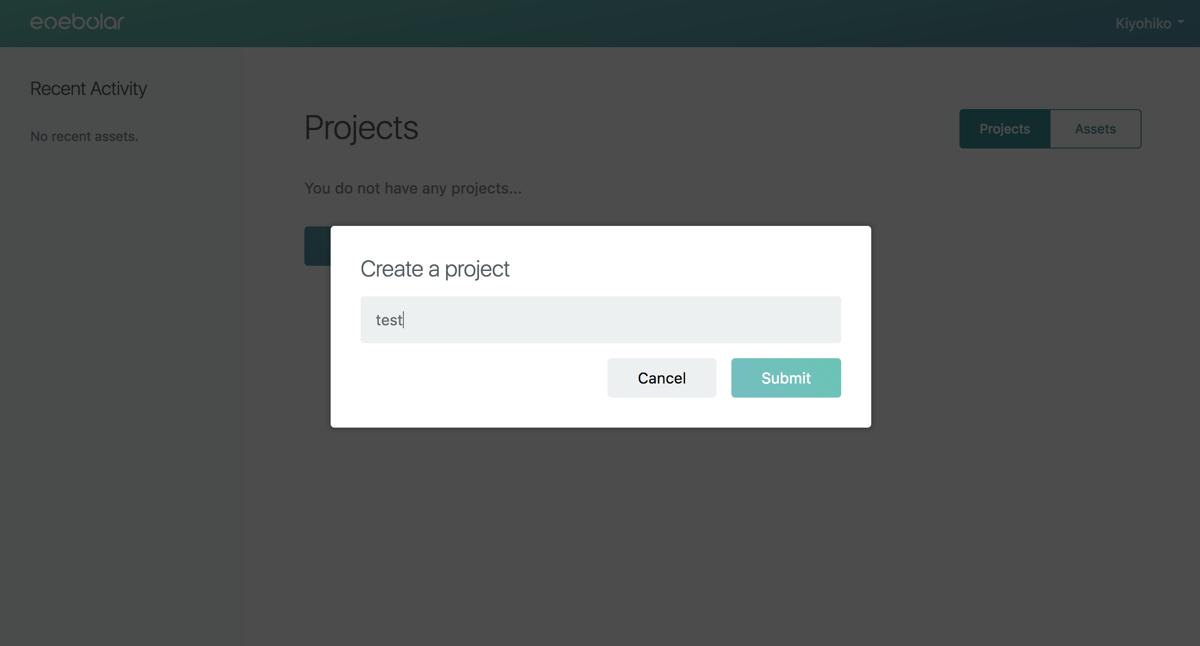 eoebolar
Kiyohiko
Recent Activity
No recent assets.
Projects
Projects
Assets
You do not have any projects...
Create a project
test
Cancel
Submit